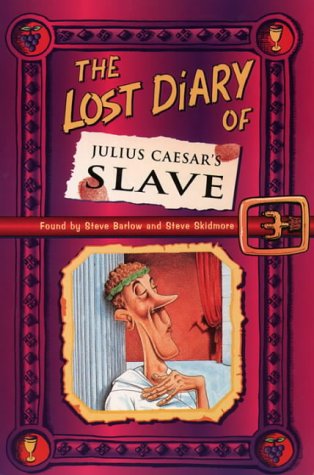 THE
LOST DiARY
OF
JULIUS CAESAR'S
SLAVE
Found by Steve Barlow and Steve Skidmore